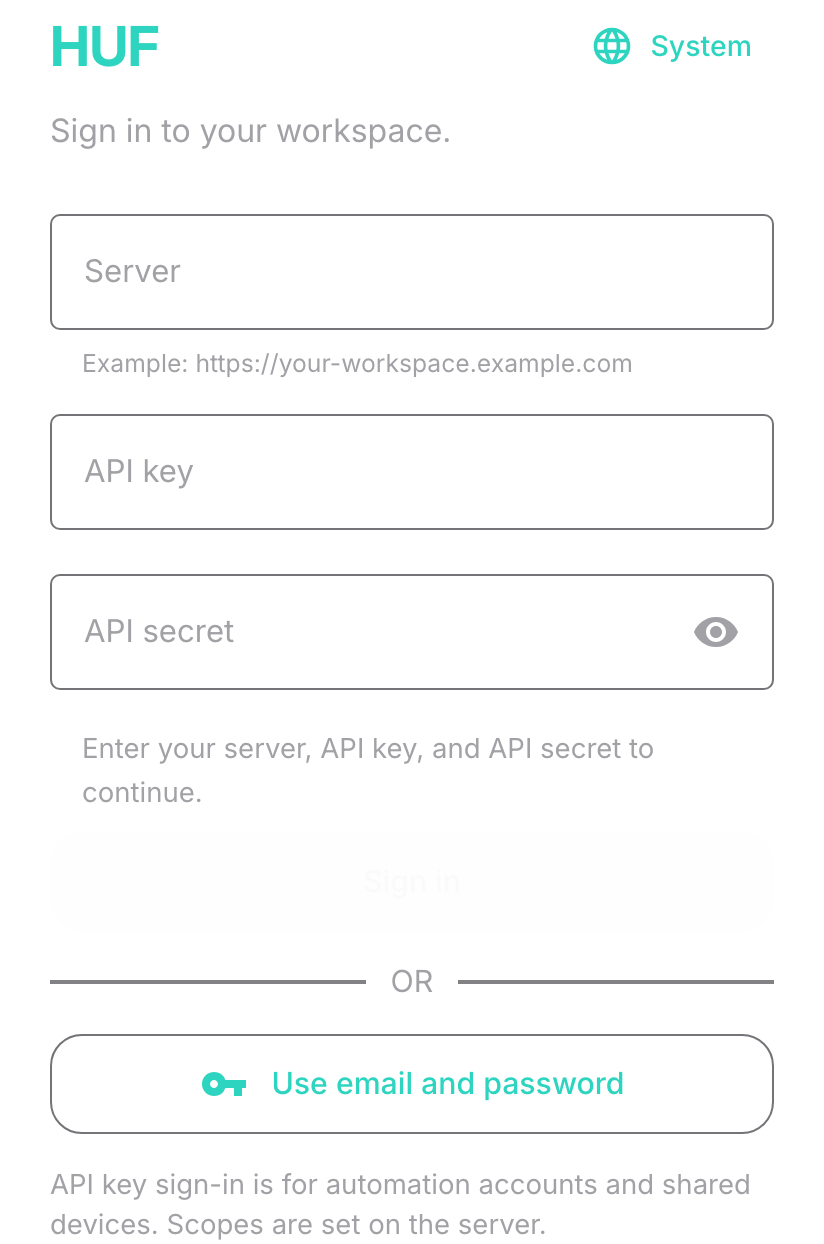 HUF
System
Sign in to your workspace.
Server
Example: https://your-workspace.example.com
API key
API secret
Enter your server, API key, and API secret to
continue.
Sign in
OR
Use email and password
API key sign-in is for automation accounts and shared
devices. Scopes are set on the server.